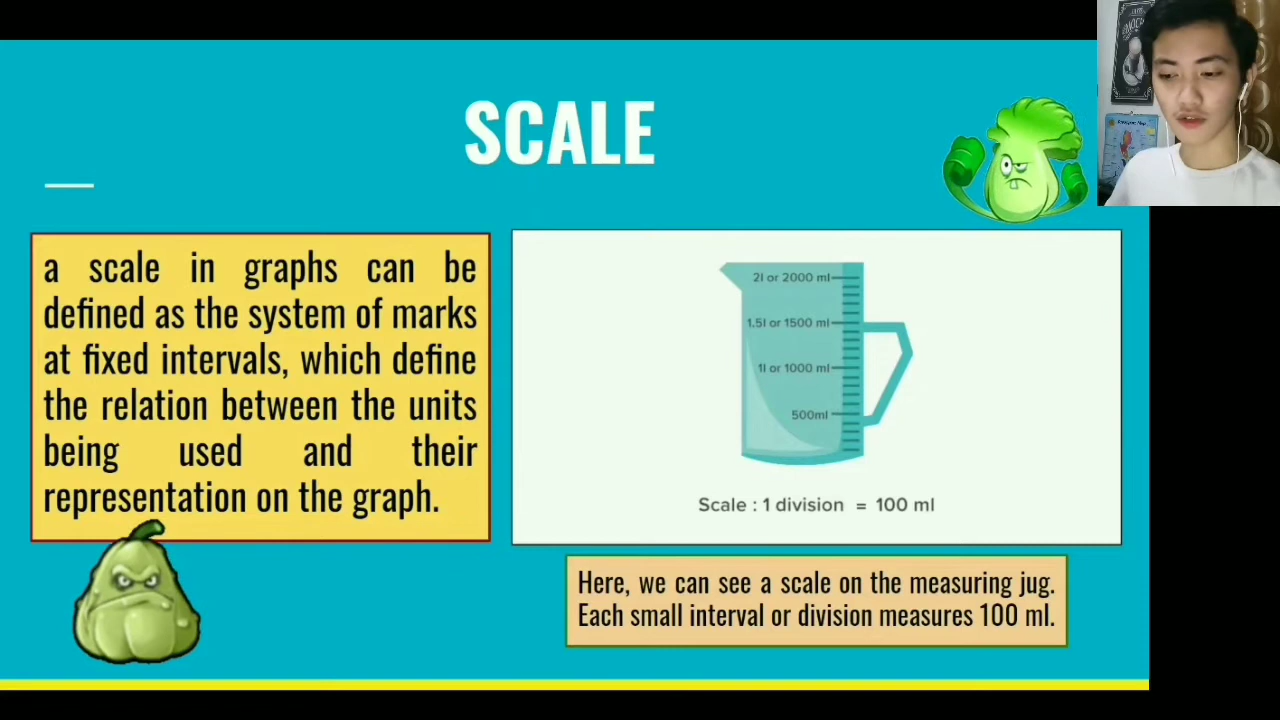 SCALE
a scale in graphs can be
defined as the system of marks
at fixed intervals, which define
the relation between the units
being used and their
representation on the graph.
2l or 2000 ml
1.5l or 1500 ml
1l or 1000 ml
500ml
Scale : 1 division = 100 ml
Here, we can see a scale on the measuring jug.
Each small interval or division measures 100 ml.